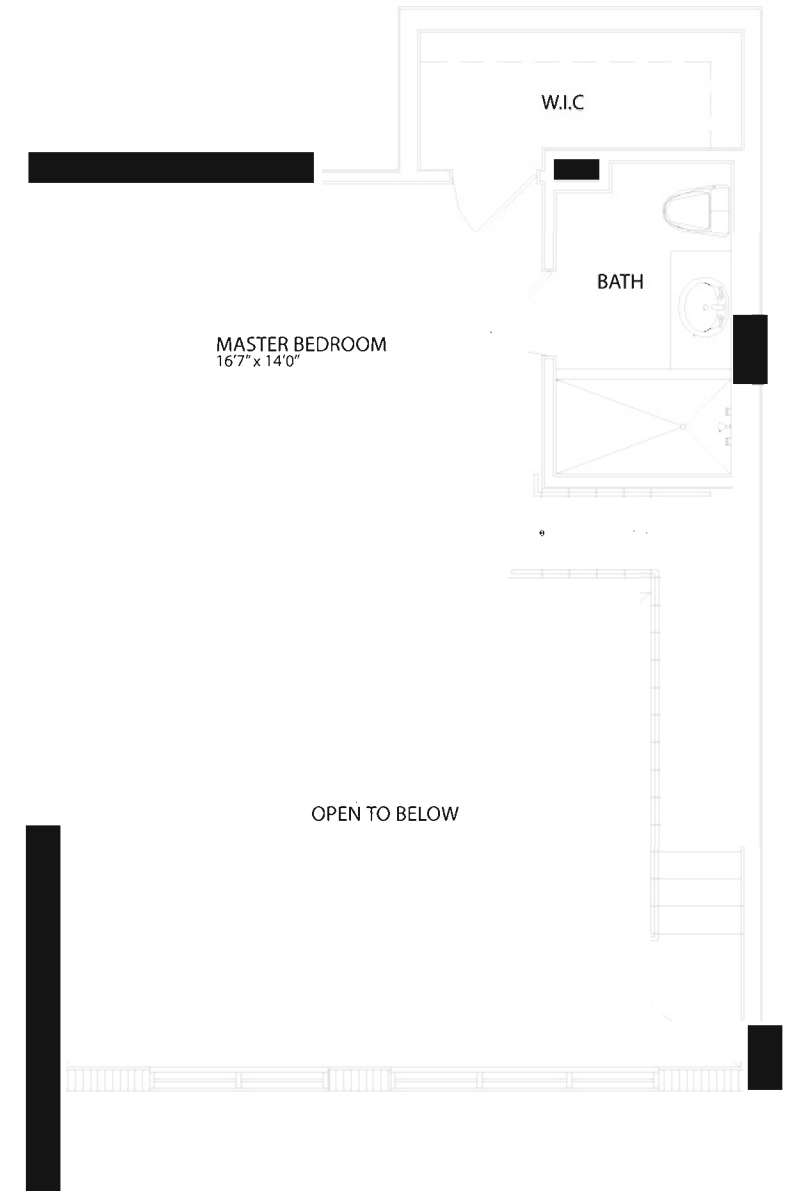 W.I.C
BATH
MASTER BEDROOM
16'7" x 14'0"
OPEN TO BELOW